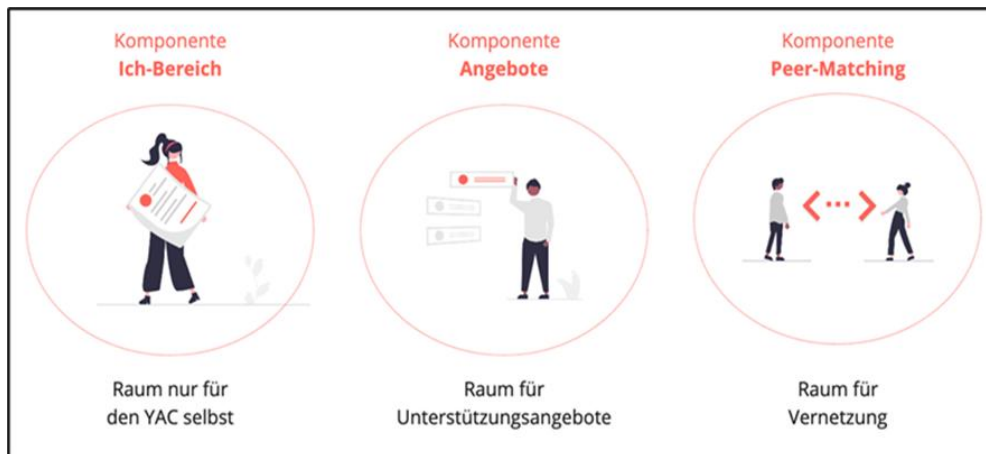 Komponente
Ich-Bereich
Raum nur für
den YAC selbst
Komponente
Angebote
Raum für
Unterstützungsangebote
Komponente
Peer-Matching
Raum für
Vernetzung